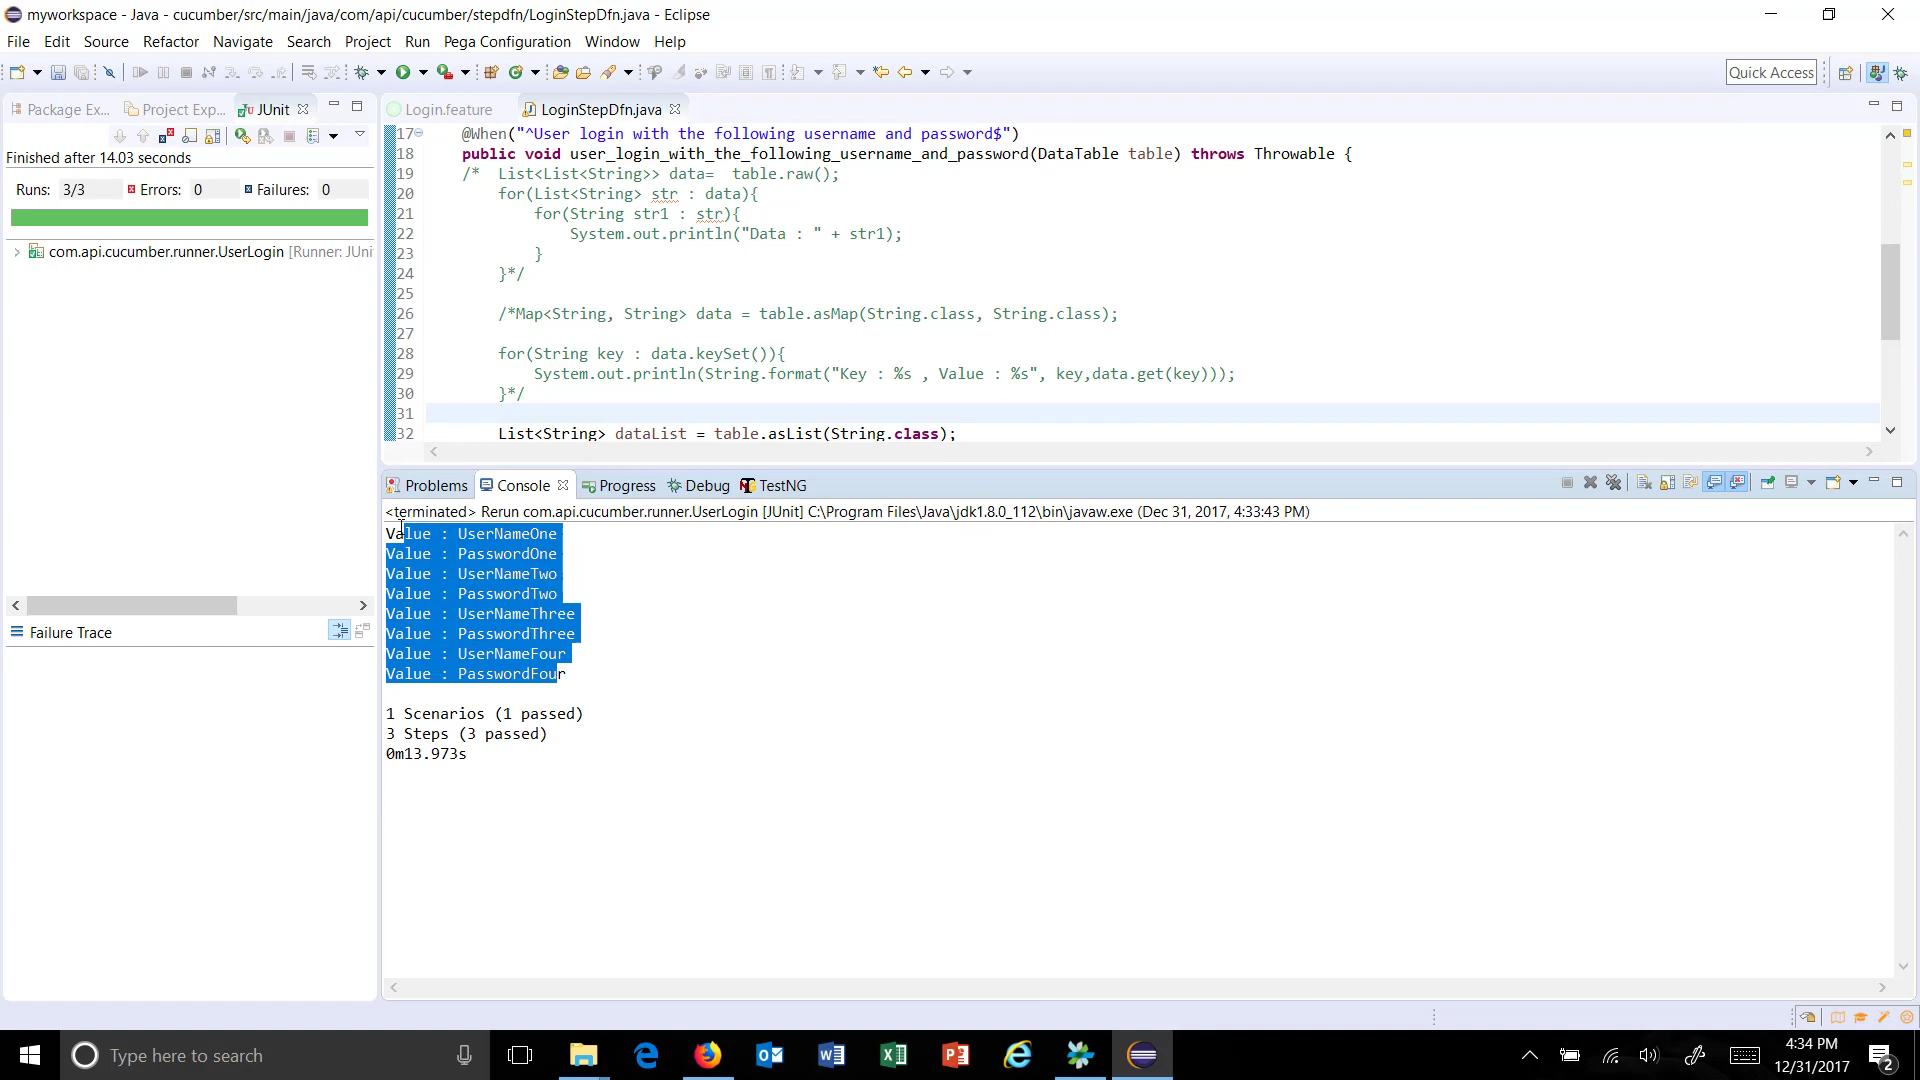 myworkspace - Java - cucumber/src/main/java/com/api/cucumber/stepdfn/LoginStepDfn.java - Eclipse
File Edit Source Refactor Navigate Search Project Run Pega Configuration Window Help
Quick Access
Package Ex... Project Exp... JUnit
Login.feature LoginStepDfn.java
Finished after 14.03 seconds
Runs: 3/3 Errors: 0 Failures: 0
com.api.cucumber.runner.UserLogin [Runner: JUni
Failure Trace
17 @When("^User login with the following username and password$")
18 public void user_login_with_the_following_username_and_password(DataTable table) throws Throwable {
19 /* List<List<String>> data= table.raw();
20 for(List<String> str : data){
21 for(String str1 : str){
22 System.out.println("Data : " + str1);
23 }
24 }*/
25
26 /*Map<String, String> data = table.asMap(String.class, String.class);
27
28 for(String key : data.keySet()){
29 System.out.println(String.format("Key : %s , Value : %s", key,data.get(key)));
30 }*/
31
32 List<String> dataList = table.asList(String.class);
Problems Console Progress Debug TestNG
<terminated> Rerun com.api.cucumber.runner.UserLogin [JUnit] C:\Program Files\Java\jdk1.8.0_112\bin\javaw.exe (Dec 31, 2017, 4:33:43 PM)
Value : UserNameOne
Value : PasswordOne
Value : UserNameTwo
Value : PasswordTwo
Value : UserNameThree
Value : PasswordThree
Value : UserNameFour
Value : PasswordFour
1 Scenarios (1 passed)
3 Steps (3 passed)
0m13.973s
Type here to search
4:34 PM
12/31/2017
2